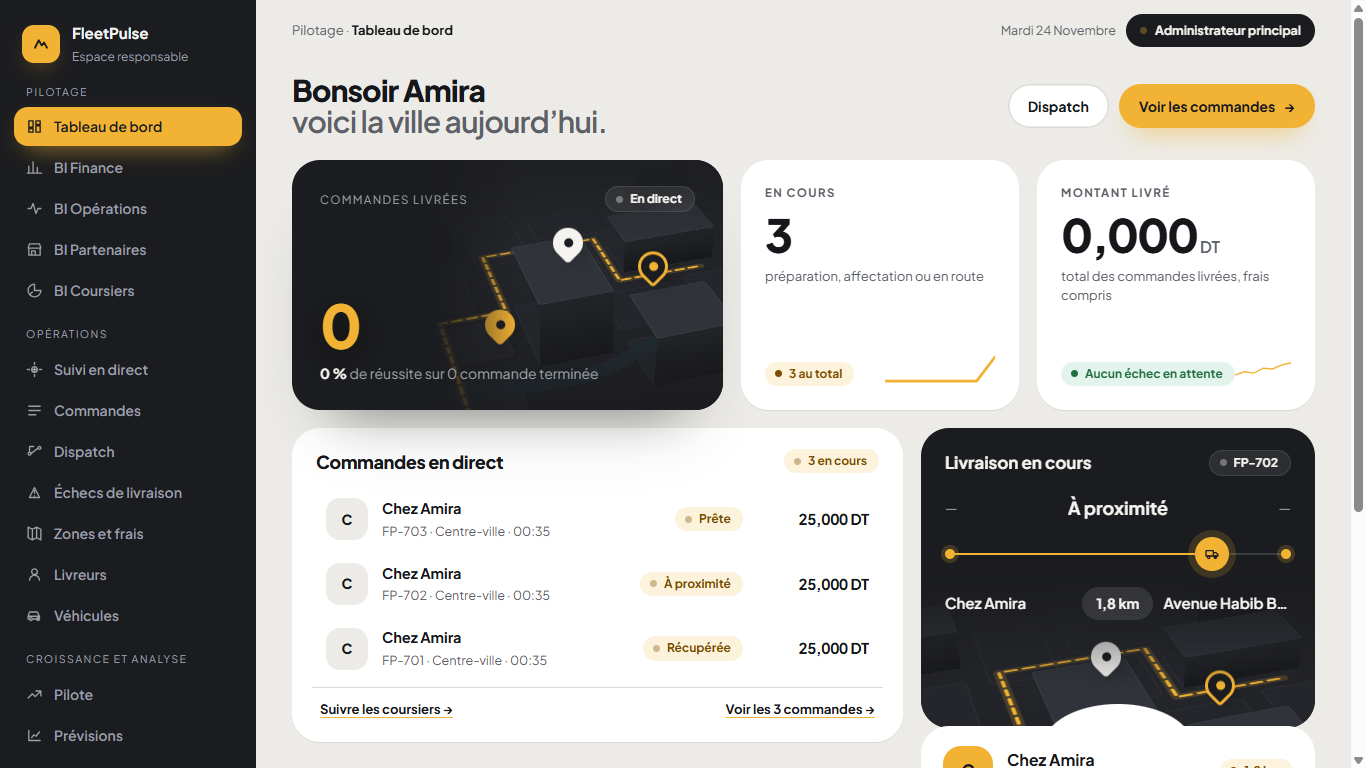 FleetPulse
Espace responsable
PILOTAGE
Tableau de bord
BI Finance
BI Opérations
BI Partenaires
BI Coursiers
OPÉRATIONS
Suivi en direct
Commandes
Dispatch
Échecs de livraison
Zones et frais
Livreurs
Véhicules
CROISSANCE ET ANALYSE
Pilote
Prévisions
Pilotage · Tableau de bord
Mardi 24 Novembre
Administrateur principal
Bonsoir Amira
voici la ville aujourd’hui.
Dispatch
Voir les commandes →
COMMANDES LIVRÉES
En direct
0
0 % de réussite sur 0 commande terminée
EN COURS
3
préparation, affectation ou en route
3 au total
MONTANT LIVRÉ
0,000 DT
total des commandes livrées, frais
compris
Aucun échec en attente
Commandes en direct
3 en cours
C
Chez Amira
FP-703 · Centre-ville · 00:35
Prête
25,000 DT
C
Chez Amira
FP-702 · Centre-ville · 00:35
À proximité
25,000 DT
C
Chez Amira
FP-701 · Centre-ville · 00:35
Récupérée
25,000 DT
Suivre les coursiers →
Voir les 3 commandes →
Livraison en cours
FP-702
— À proximité —
Chez Amira
1,8 km
Avenue Habib B...
Chez Amira